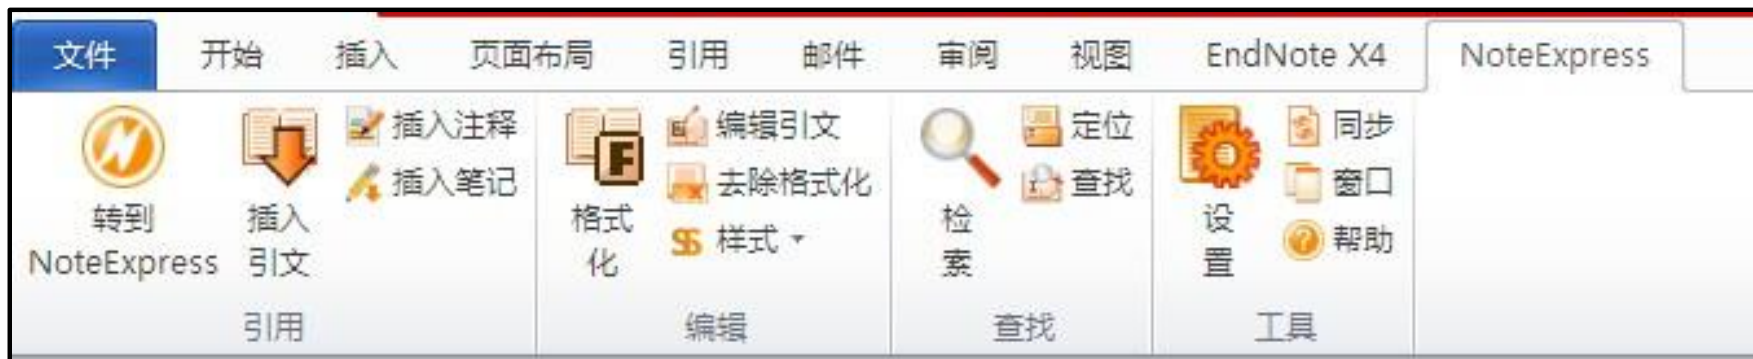 文件 开始 插入 页面布局 引用 邮件 审阅 视图 EndNote X4 NoteExpress
转到
NoteExpress
插入
引文
插入注释
插入笔记
引用
格式
化
编辑引文
去除格式化
样式
编辑
检
索
定位
查找
查找
设
置
同步
窗口
帮助
工具